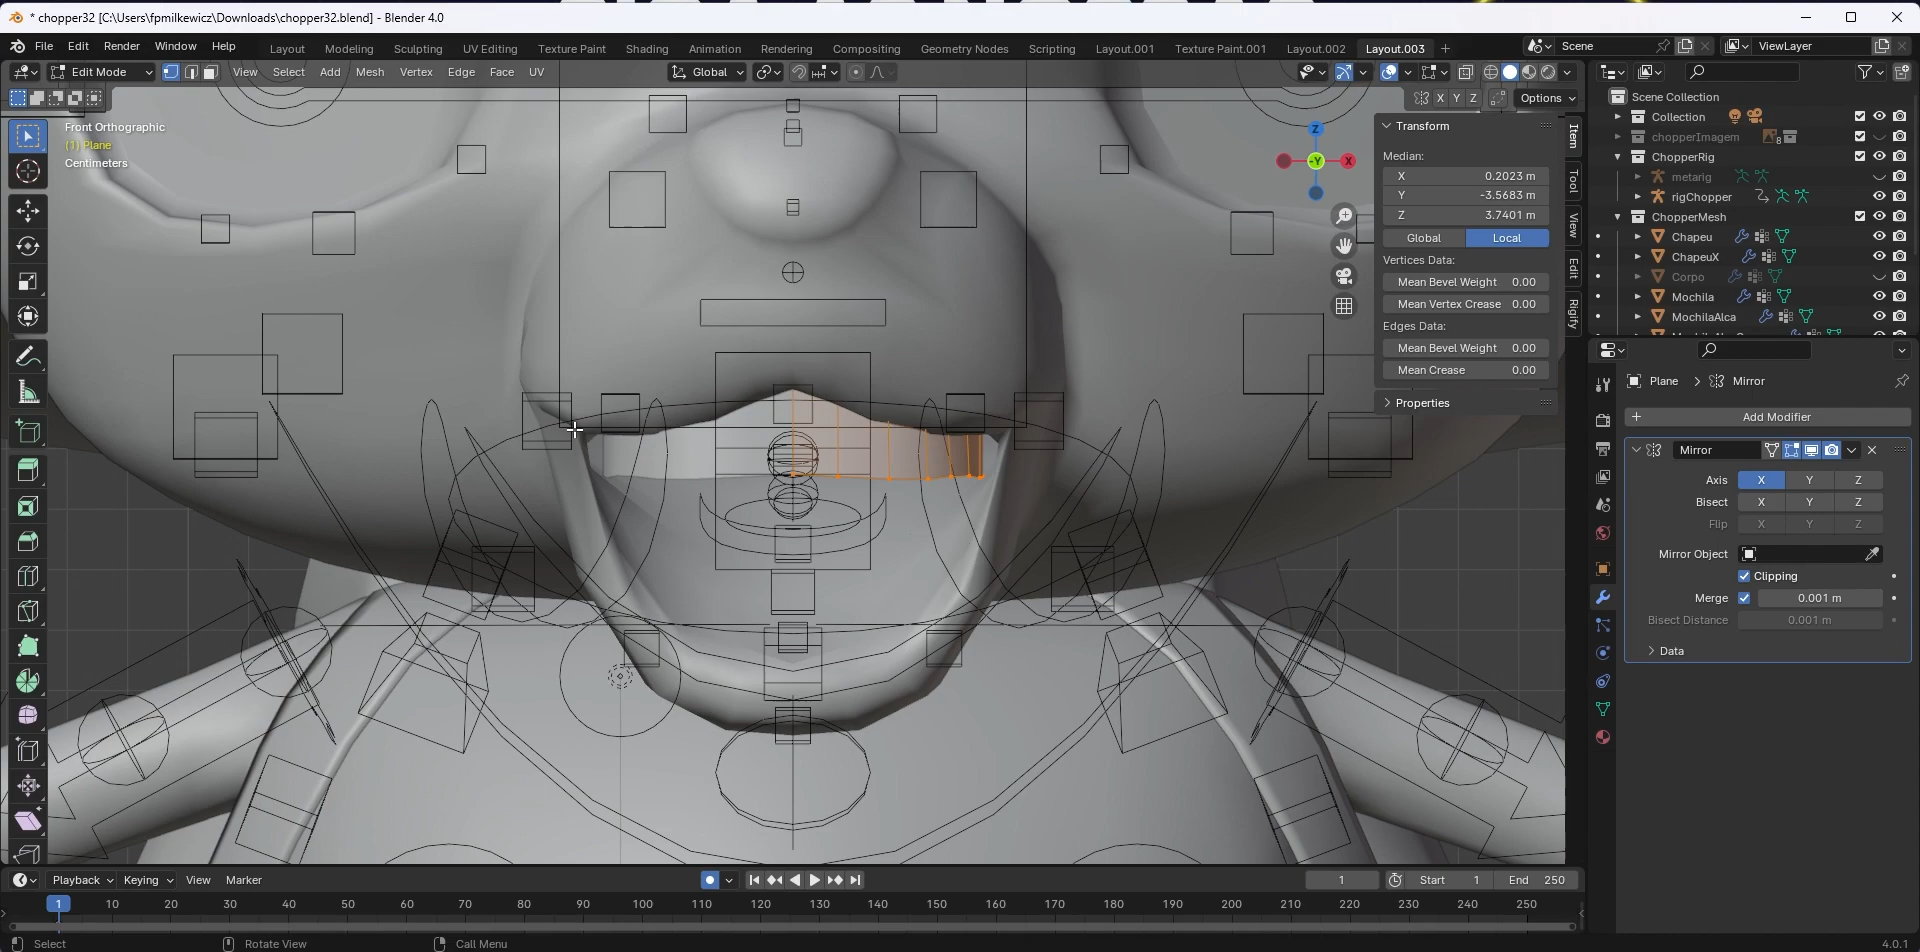 * chopper32 [C:\Users\fpmilkewicz\Downloads\chopper32.blend] - Blender 4.0
File Edit Render Window Help
Layout Modeling Sculpting UV Editing Texture Paint Shading Animation Rendering Compositing Geometry Nodes Scripting Layout.001 Texture Paint.001 Layout.002 Layout.003 +
Scene
ViewLayer
Edit Mode
View Select Add Mesh Vertex Edge Face UV
Global
X Y Z
Options
Front Orthographic
(1) Plane
Centimeters
Z
-Y
X
Transform
Median:
X 0.2023 m
Y -3.5683 m
Z 3.7401 m
Global Local
Vertices Data:
Mean Bevel Weight 0.00
Mean Vertex Crease 0.00
Edges Data:
Mean Bevel Weight 0.00
Mean Crease 0.00
Properties
Item
Tool
View
Edit
Rigify
Scene Collection
Collection
chopperImagem 8
ChopperRig
metarig
rigChopper
ChopperMesh
Chapeu
ChapeuX
Corpo
Mochila
MochilaAlca
Plane > Mirror
Add Modifier
Mirror
Axis X Y Z
Bisect X Y Z
Flip X Y Z
Mirror Object
Clipping
Merge 0.001 m
Bisect Distance 0.001 m
Data
Playback Keying View Marker
1
Start 1
End 250
1 10 20 30 40 50 60 70 80 90 100 110 120 130 140 150 160 170 180 190 200 210 220 230 240 250
Select
Rotate View
Call Menu
4.0.1